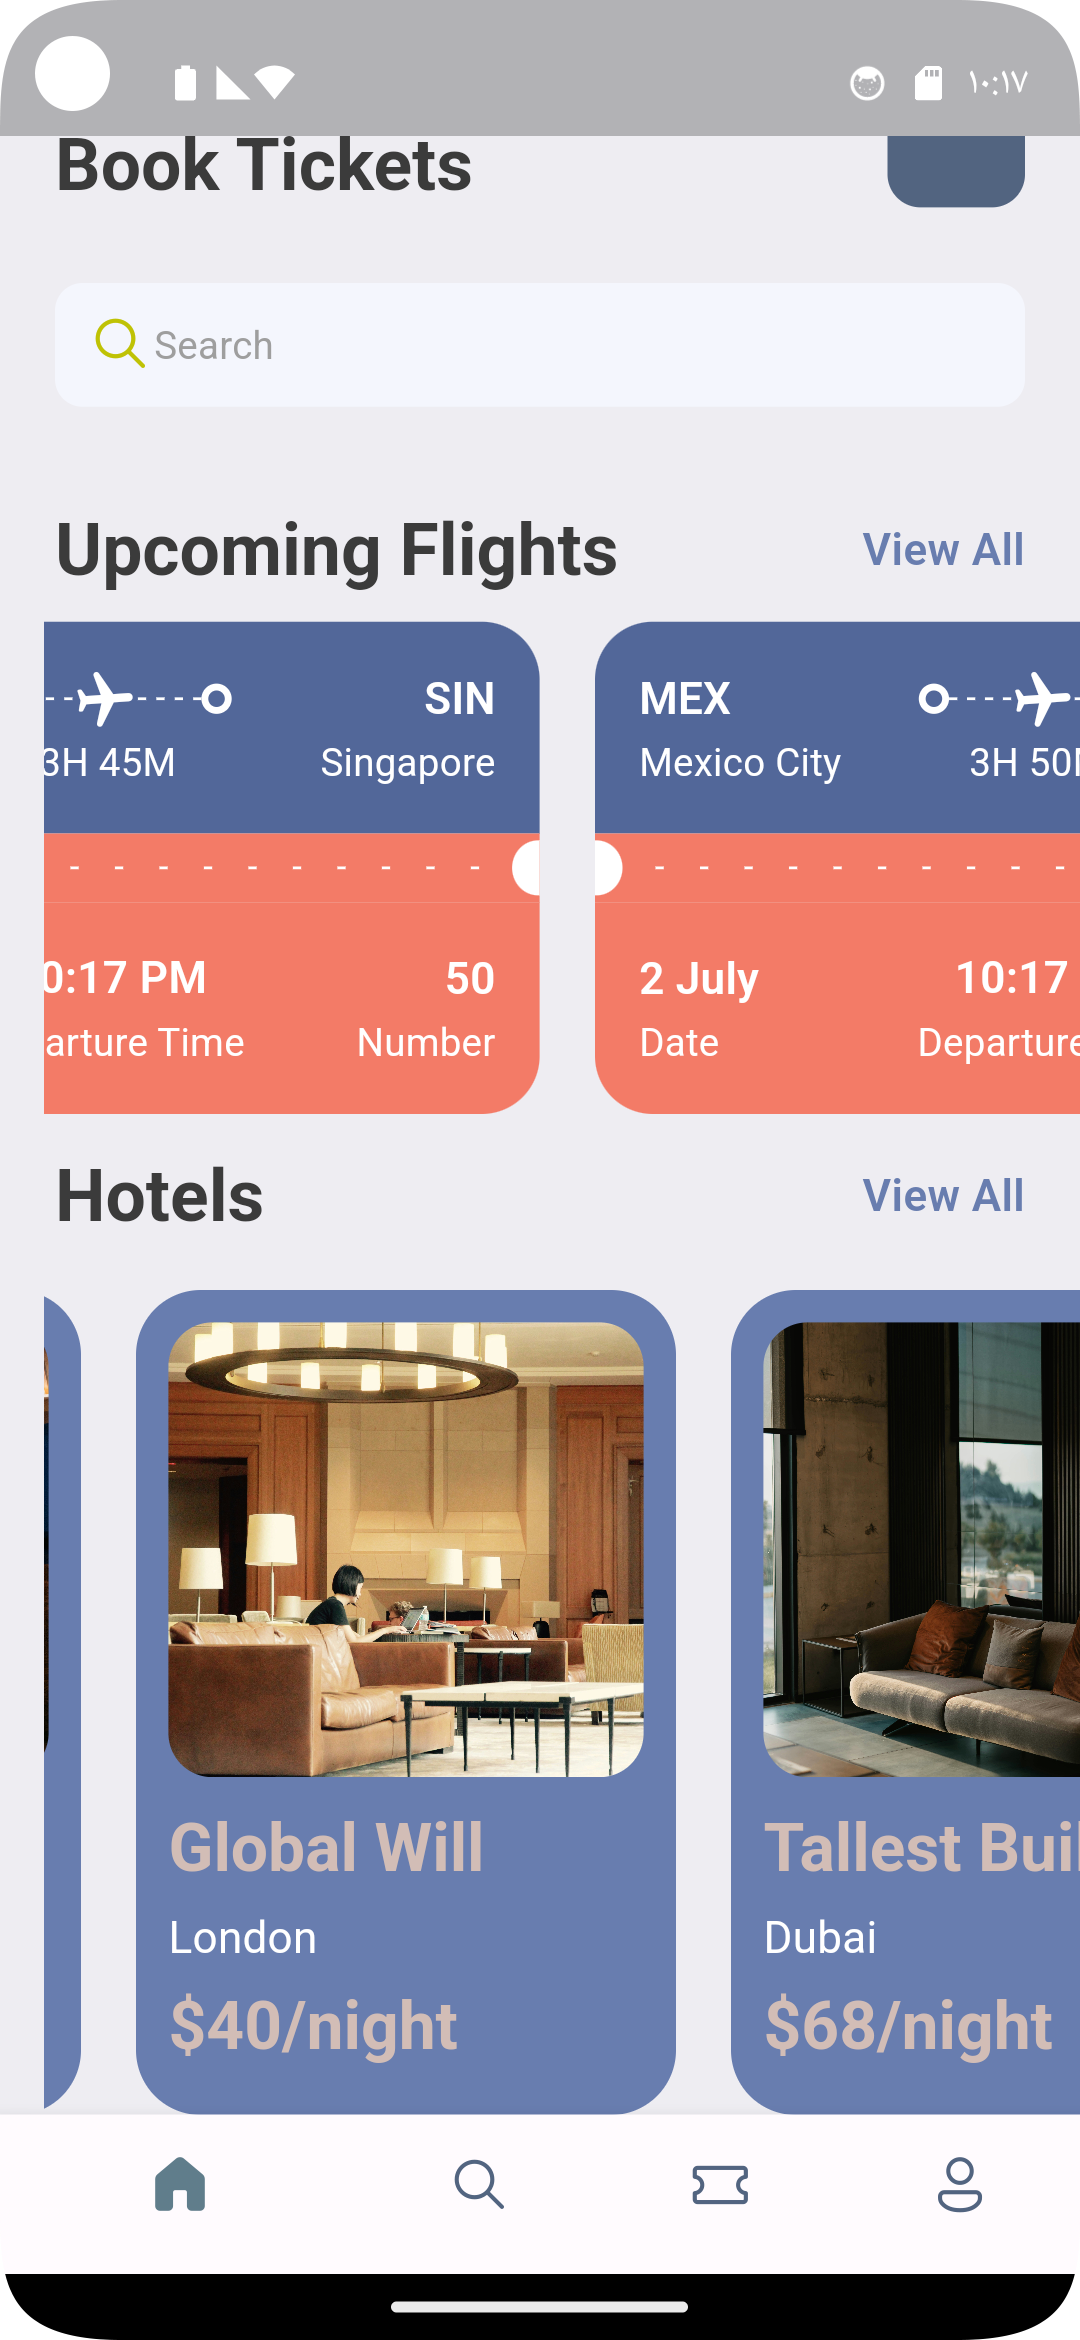 ١٠:١٧
Book Tickets
Search
Upcoming Flights
View All
SIN
3H 45M
Singapore
0:17 PM
50
arture Time
Number
MEX
Mexico City
3H 50
2 July
10:17
Date
Departure
Hotels
View All
Global Will
London
$40/night
Tallest Buil
Dubai
$68/night